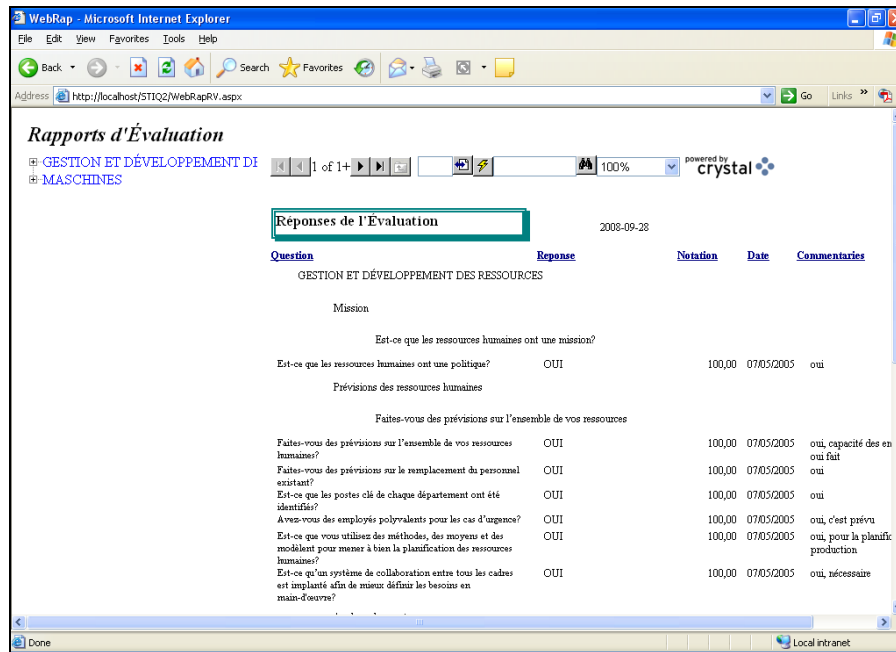 WebRap - Microsoft Internet Explorer
File Edit View Favorites Tools Help
Back Search Favorites
Address http://localhost/STIQ2/WebRapRV.aspx Go Links »
Rapports d'Évaluation
GESTION ET DÉVELOPPEMENT
MASCHINES
1 of 1+ 100% powered by crystal
Réponses de l'Évaluation
2008-09-28
Question Reponse Notation Date Commentaries
GESTION ET DÉVELOPPEMENT DES RESSOURCES
Mission
Est-ce que les ressources humaines ont une mission?
Est-ce que les ressources humaines ont une politique? OUI 100,00 07/05/2005 oui
Prévisions des ressources humaines
Faites-vous des prévisions sur l'ensemble de vos ressources
Faites-vous des prévisions sur l'ensemble de vos ressources OUI 100,00 07/05/2005 oui, capacité des en
humaines? oui fait
Faites-vous des prévisions sur le remplacement du personnel OUI 100,00 07/05/2005 oui
existant?
Est-ce que les postes clé de chaque département ont été OUI 100,00 07/05/2005 oui
identifiés?
Avez-vous des employés polyvalents pour les cas d'urgence? OUI 100,00 07/05/2005 oui, c'est prévu
Est-ce que vous utilisez des méthodes, des moyens et des OUI 100,00 07/05/2005 oui, pour la planific
modèlent pour mener à bien la planification des ressources production
humaines?
Est-ce qu'un système de collaboration entre tous les cadres OUI 100,00 07/05/2005 oui, nécessaire
est implanté afin de mieux définir les besoins en
main-d'œuvre?
Done Local intranet